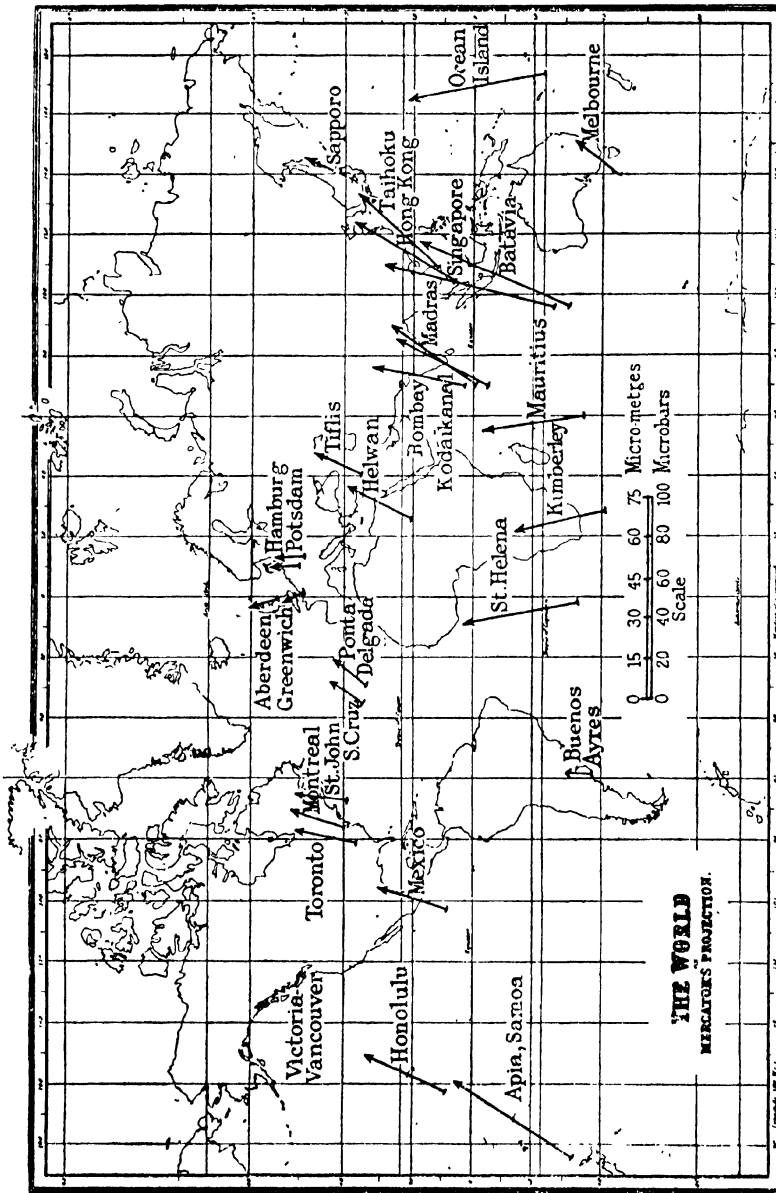 Victoria-
Vancouver
Honolulu
Apia, Samoa
Toronto
Montreal
St. John
Mexico
S. Cruz
Ponta
Delgada
Buenos
Ayres
Aberdeen
Greenwich
Hamburg
Potsdam
St. Helena
Tiflis
Helwan
Kimberley
Bombay
Kodaikanal
Madras
Mauritius
Sapporo
Taihoku
Hong Kong
Singapore
Batavia
Ocean
Island
Melbourne
0 15 30 45 60 75 Micro-metres
0 20 40 60 80 100 Microbars
Scale
THE WORLD
MERCATOR'S PROJECTION.